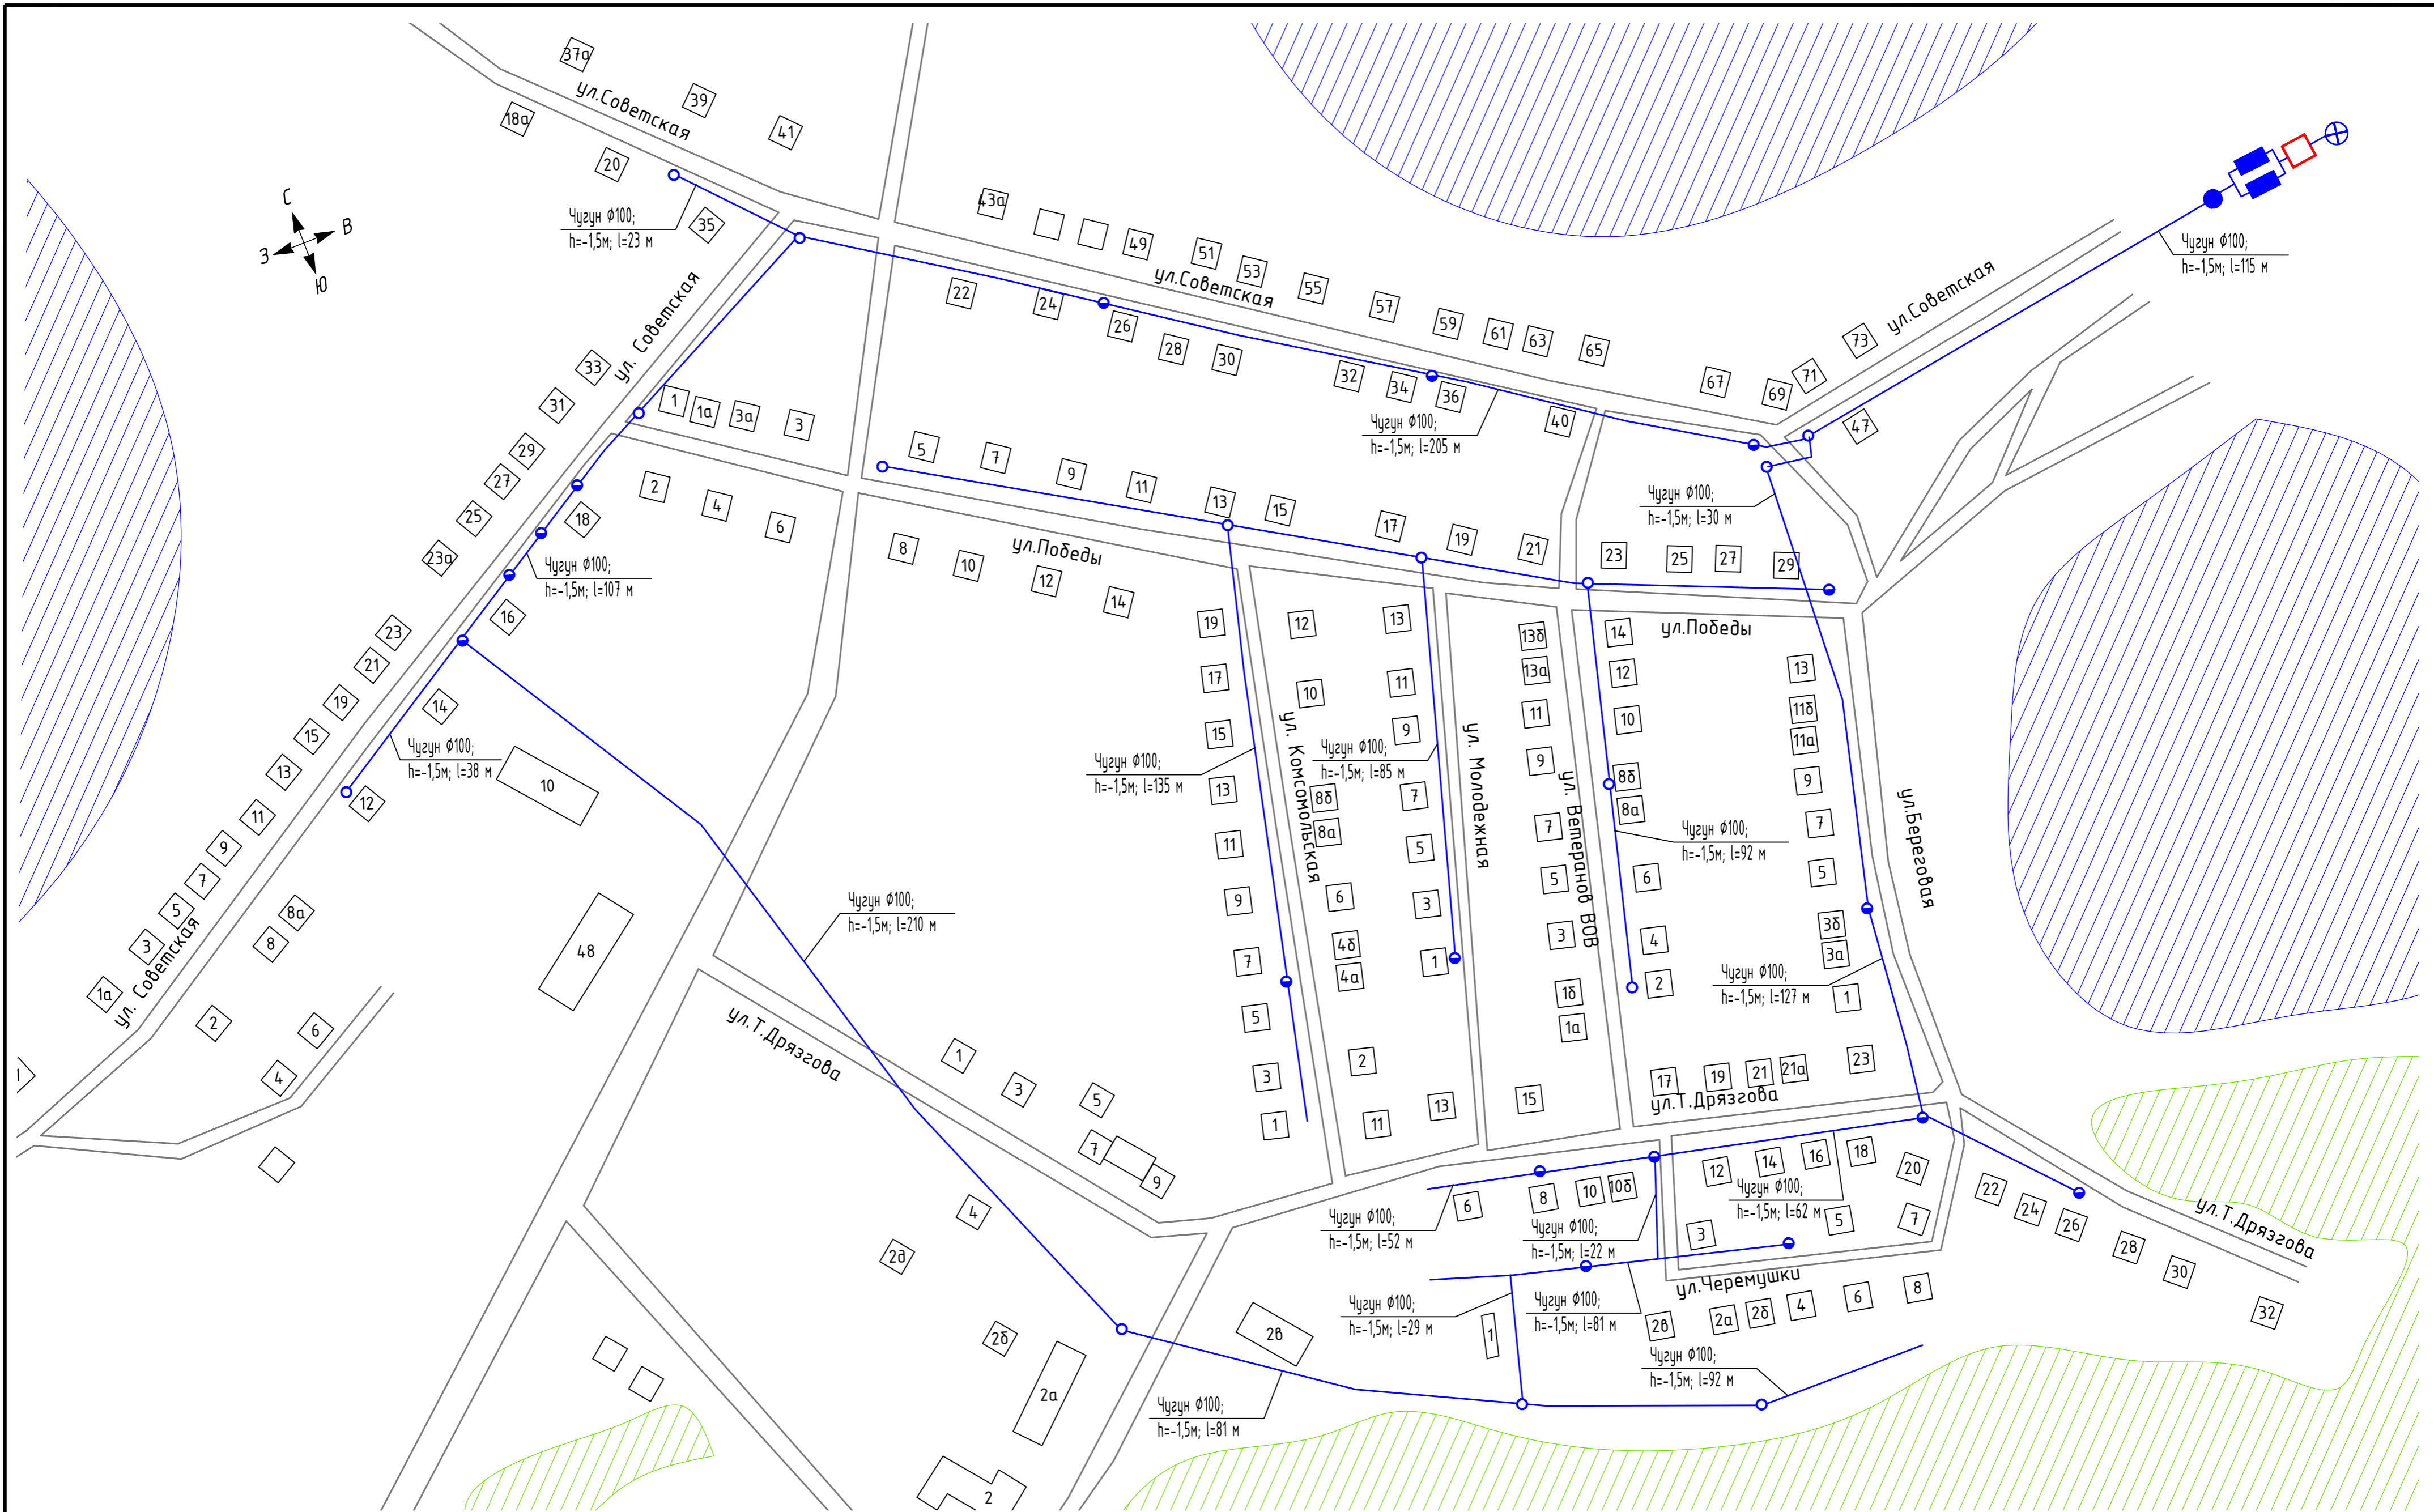 37а
ул.Советская
39
41
18а
20
35
Чугун Ф100;
h=-1,5м; l=23 м
С
В
З
Ю
43а
49
51
53
55
57
59
61
63
65
67
69
71
73
47
ул.Советская
ул.Советская
Чугун Ф100;
h=-1,5м; l=115 м
22
24
26
28
30
32
34
36
40
Чугун Ф100;
h=-1,5м; l=205 м
ул. Советская
33
31
29
27
25
23а
23
21
19
15
13
11
9
7
5
3
1а
ул. Советская
1
1а
3а
3
2
4
6
18
16
14
12
10
48
8а
8
2
6
4
Чугун Ф100;
h=-1,5м; l=107 м
Чугун Ф100;
h=-1,5м; l=38 м
Чугун Ф100;
h=-1,5м; l=210 м
5
7
9
11
13
15
17
19
21
23
25
27
29
Чугун Ф100;
h=-1,5м; l=30 м
8
10
12
14
ул.Победы
ул.Победы
19
17
15
13
11
9
7
5
3
1
Чугун Ф100;
h=-1,5м; l=135 м
ул. Комсомольская
12
10
8б
8а
6
4б
4а
2
11
13
11
9
7
5
3
1
13
Чугун Ф100;
h=-1,5м; l=85 м
ул. Молодежная
13б
13а
11
9
7
5
3
1б
1а
15
ул. Ветеранов ВОВ
14
12
10
8б
8а
6
4
2
Чугун Ф100;
h=-1,5м; l=92 м
13
11б
11а
9
7
5
3б
3а
1
Чугун Ф100;
h=-1,5м; l=127 м
ул.Береговая
17
19
21
21а
23
ул.Т.Дрязгова
ул.Т.Дрязгова
1
3
5
7
9
4
2д
2б
2а
2
2в
6
8
10
10б
12
14
16
18
20
22
24
26
28
30
32
ул.Т.Дрязгова
Чугун Ф100;
h=-1,5м; l=52 м
Чугун Ф100;
h=-1,5м; l=22 м
Чугун Ф100;
h=-1,5м; l=62 м
3
5
7
ул.Черемушки
1
2в
2а
2б
4
6
8
Чугун Ф100;
h=-1,5м; l=29 м
Чугун Ф100;
h=-1,5м; l=81 м
Чугун Ф100;
h=-1,5м; l=92 м
Чугун Ф100;
h=-1,5м; l=81 м